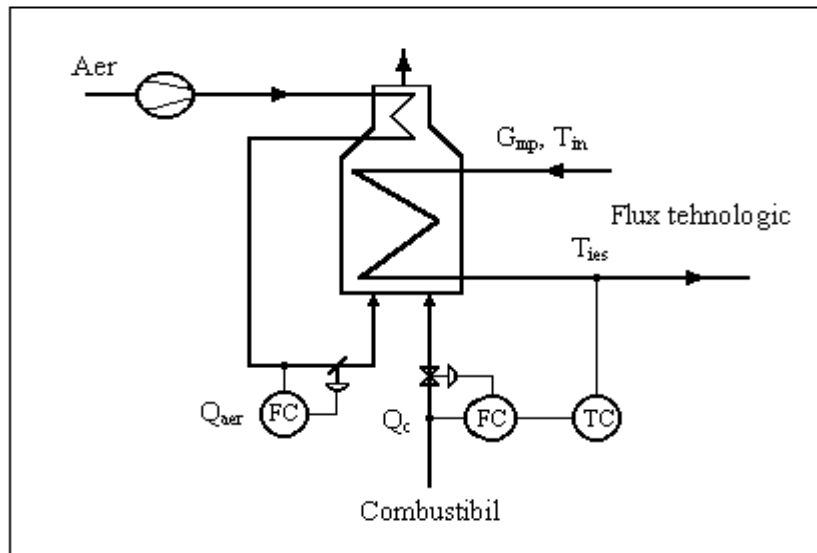 Aer
G_mp, T_in
Flux tehnologic
T_ies
Q_aer
FC
Q_c
FC
TC
Combustibil